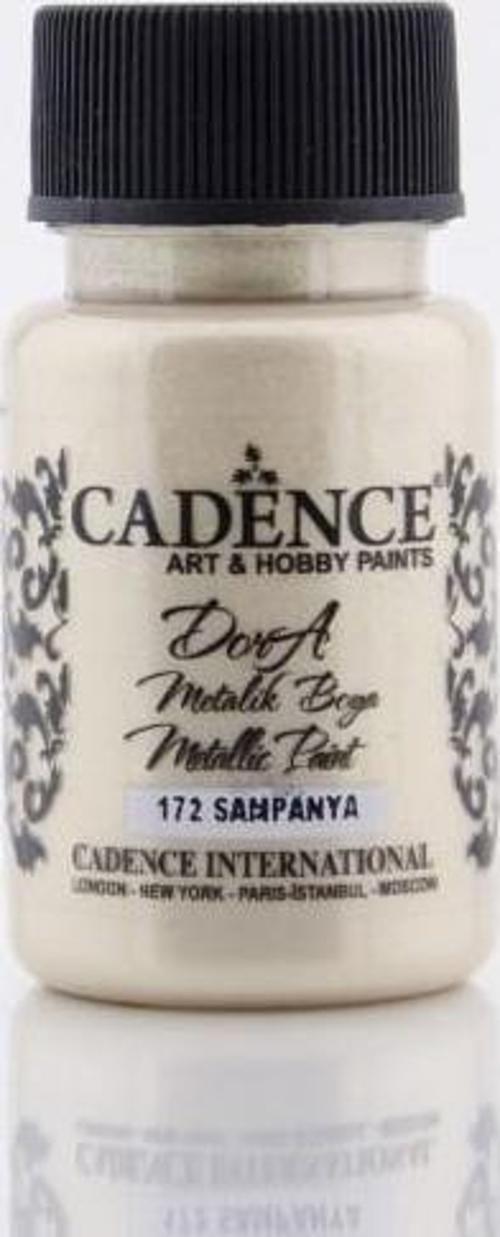 CADENCE®
ART & HOBBY PAINTS
DorA
Metalik Boya
Metallic Paint
172 SAMPANYA
CADENCE INTERNATIONAL
LONDON - NEW YORK - PARIS-İSTANBUL - MOSCOW